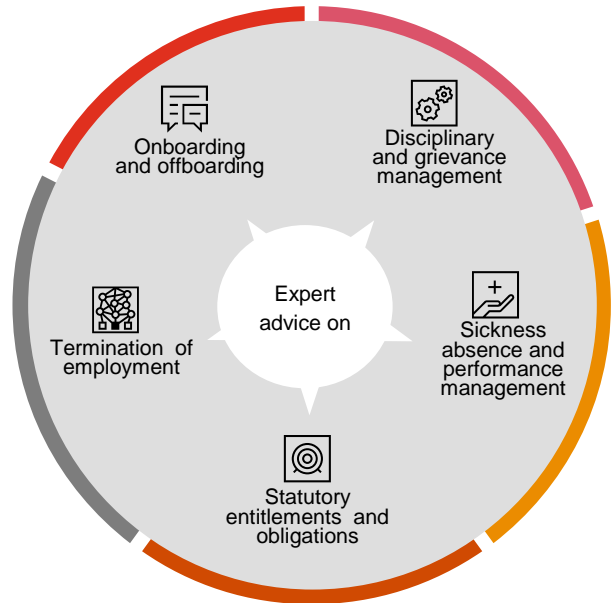 Onboarding
and offboarding
Disciplinary
and grievance
management
Expert
advice on
Termination of
employment
Sickness
absence and
performance
management
Statutory
entitlements and
obligations